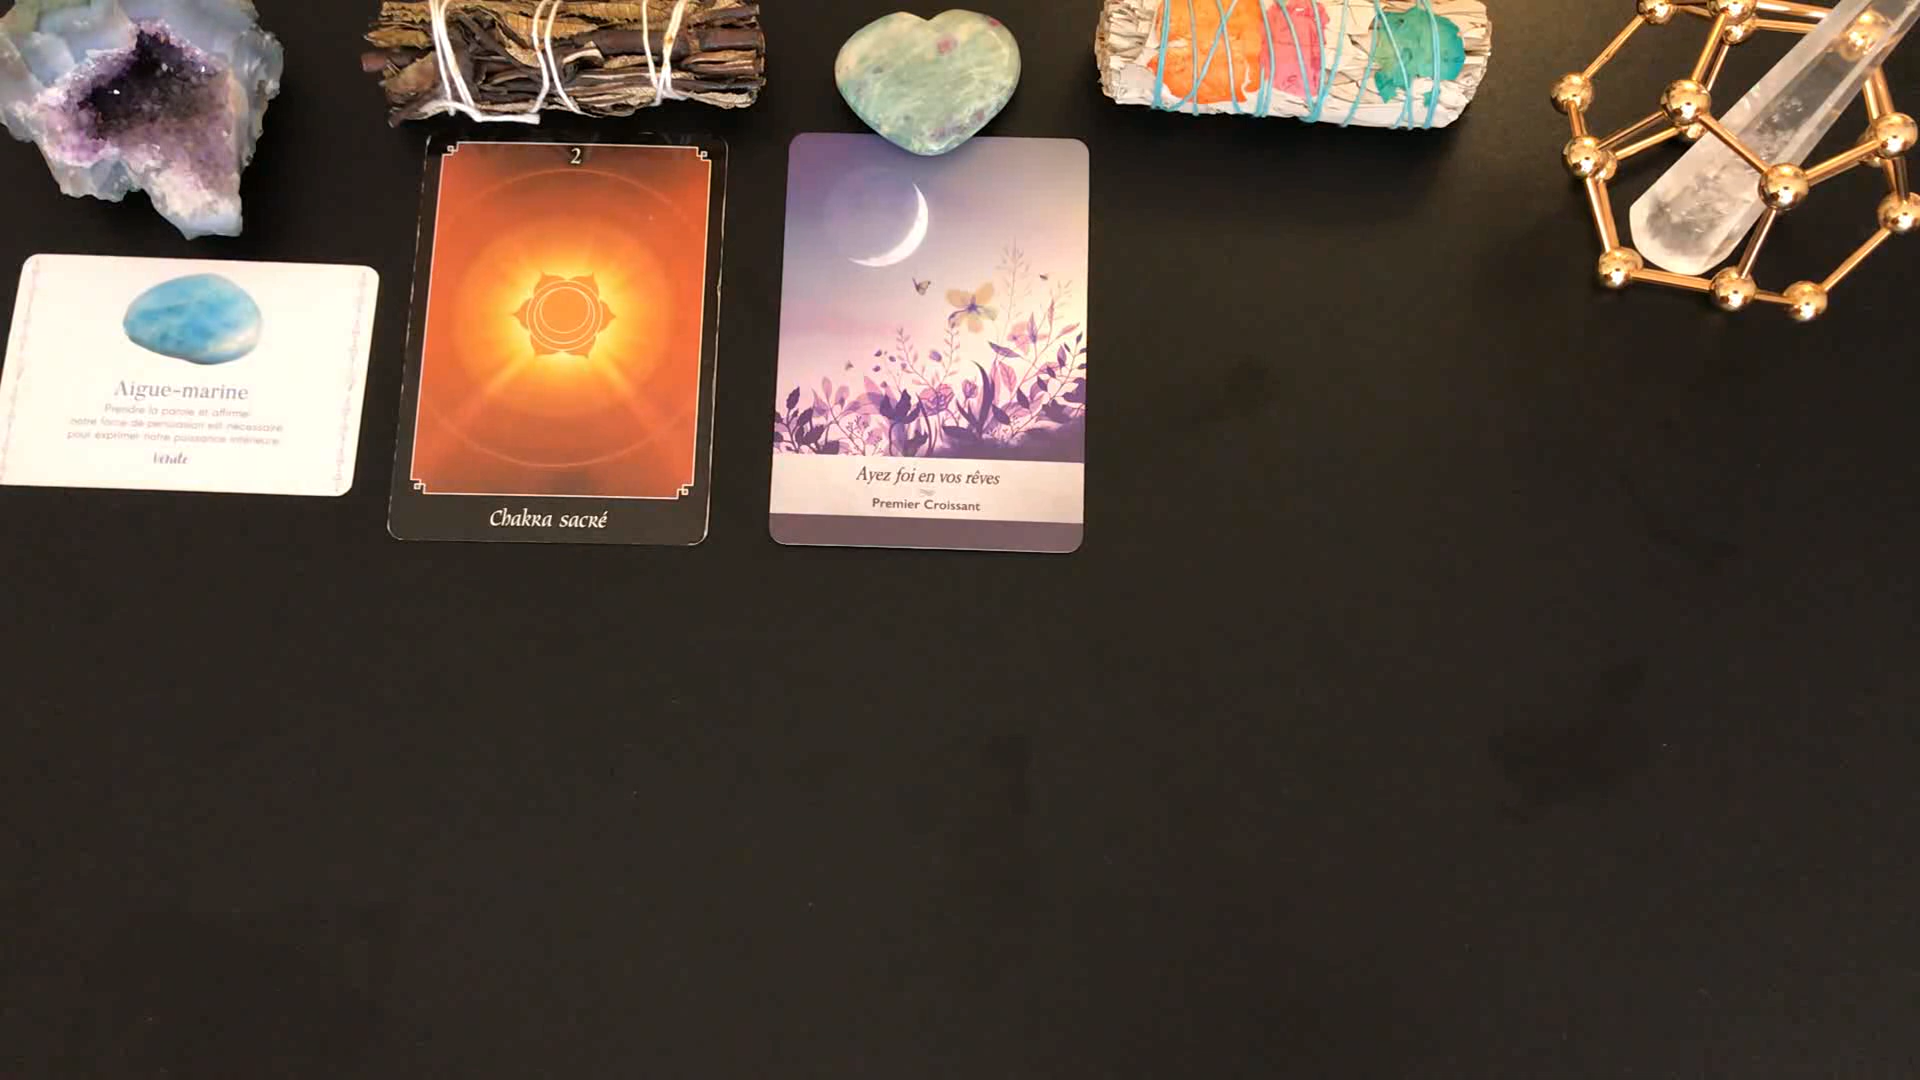 Aigue-marine
Prendre la parole et affirmer
notre force de persuasion est nécessaire
pour exprimer notre puissance intérieure
Vérité
2
Chakra sacré
Ayez foi en vos rêves
Premier Croissant